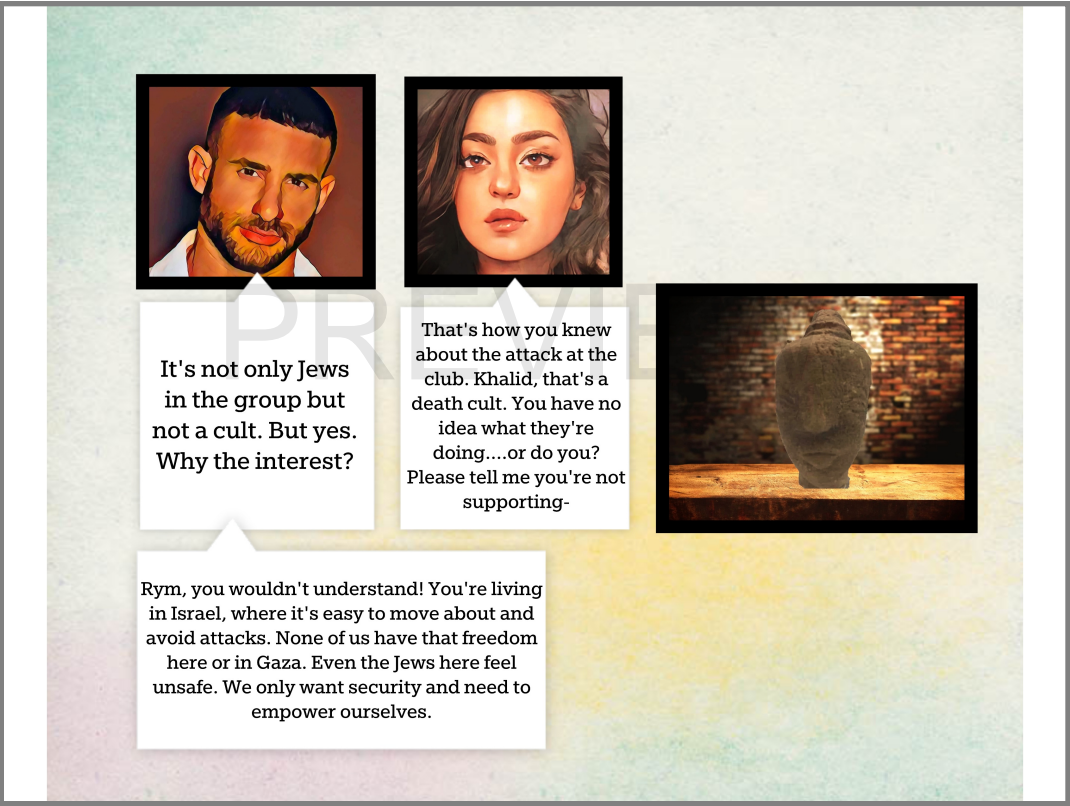 PREVIE
It's not only Jews
in the group but
not a cult. But yes.
Why the interest?
That's how you knew
about the attack at the
club. Khalid, that's a
death cult. You have no
idea what they're
doing....or do you?
Please tell me you're not
supporting-
Rym, you wouldn't understand! You're living
in Israel, where it's easy to move about and
avoid attacks. None of us have that freedom
here or in Gaza. Even the Jews here feel
unsafe. We only want security and need to
empower ourselves.